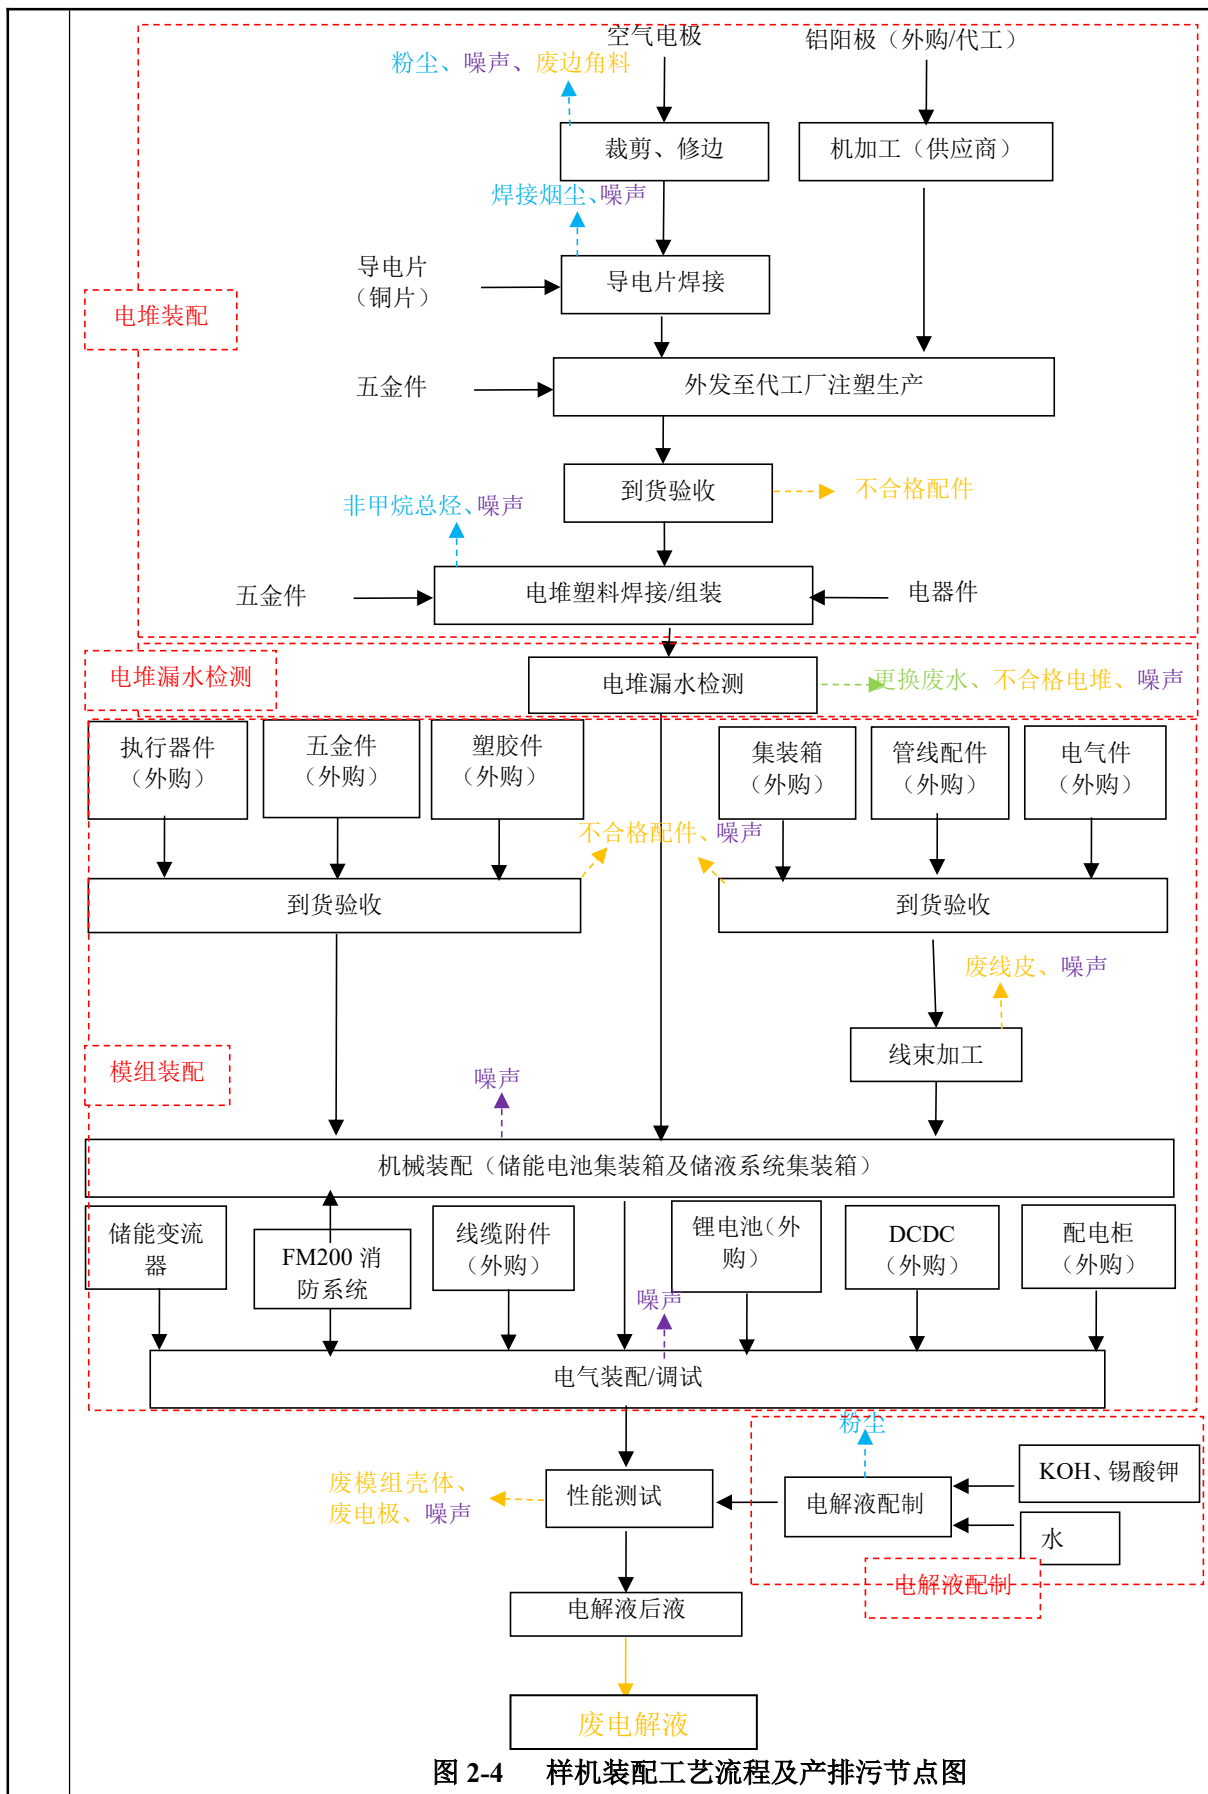 空气电极
铝阳极（外购/代工）
粉尘、噪声、废边角料
裁剪、修边
机加工（供应商）
焊接烟尘、噪声
导电片
（铜片）
导电片焊接
电堆装配
五金件
外发至代工厂注塑生产
到货验收
不合格配件
非甲烷总烃、噪声
五金件
电堆塑料焊接/组装
电器件
电堆漏水检测
电堆漏水检测
更换废水、不合格电堆、噪声
执行器件
（外购）
五金件
（外购）
塑胶件
（外购）
集装箱
（外购）
管线配件
（外购）
电气件
（外购）
不合格配件、噪声
到货验收
到货验收
废线皮、噪声
线束加工
模组装配
噪声
机械装配（储能电池集装箱及储液系统集装箱）
储能变流
器
FM200 消
防系统
线缆附件
（外购）
锂电池（外
购）
DCDC
（外购）
配电柜
（外购）
噪声
电气装配/调试
粉尘
废模组壳体、
废电极、噪声
性能测试
电解液配制
KOH、锡酸钾
水
电解液配制
电解液后液
废电解液
图 2-4 样机装配工艺流程及产排污节点图